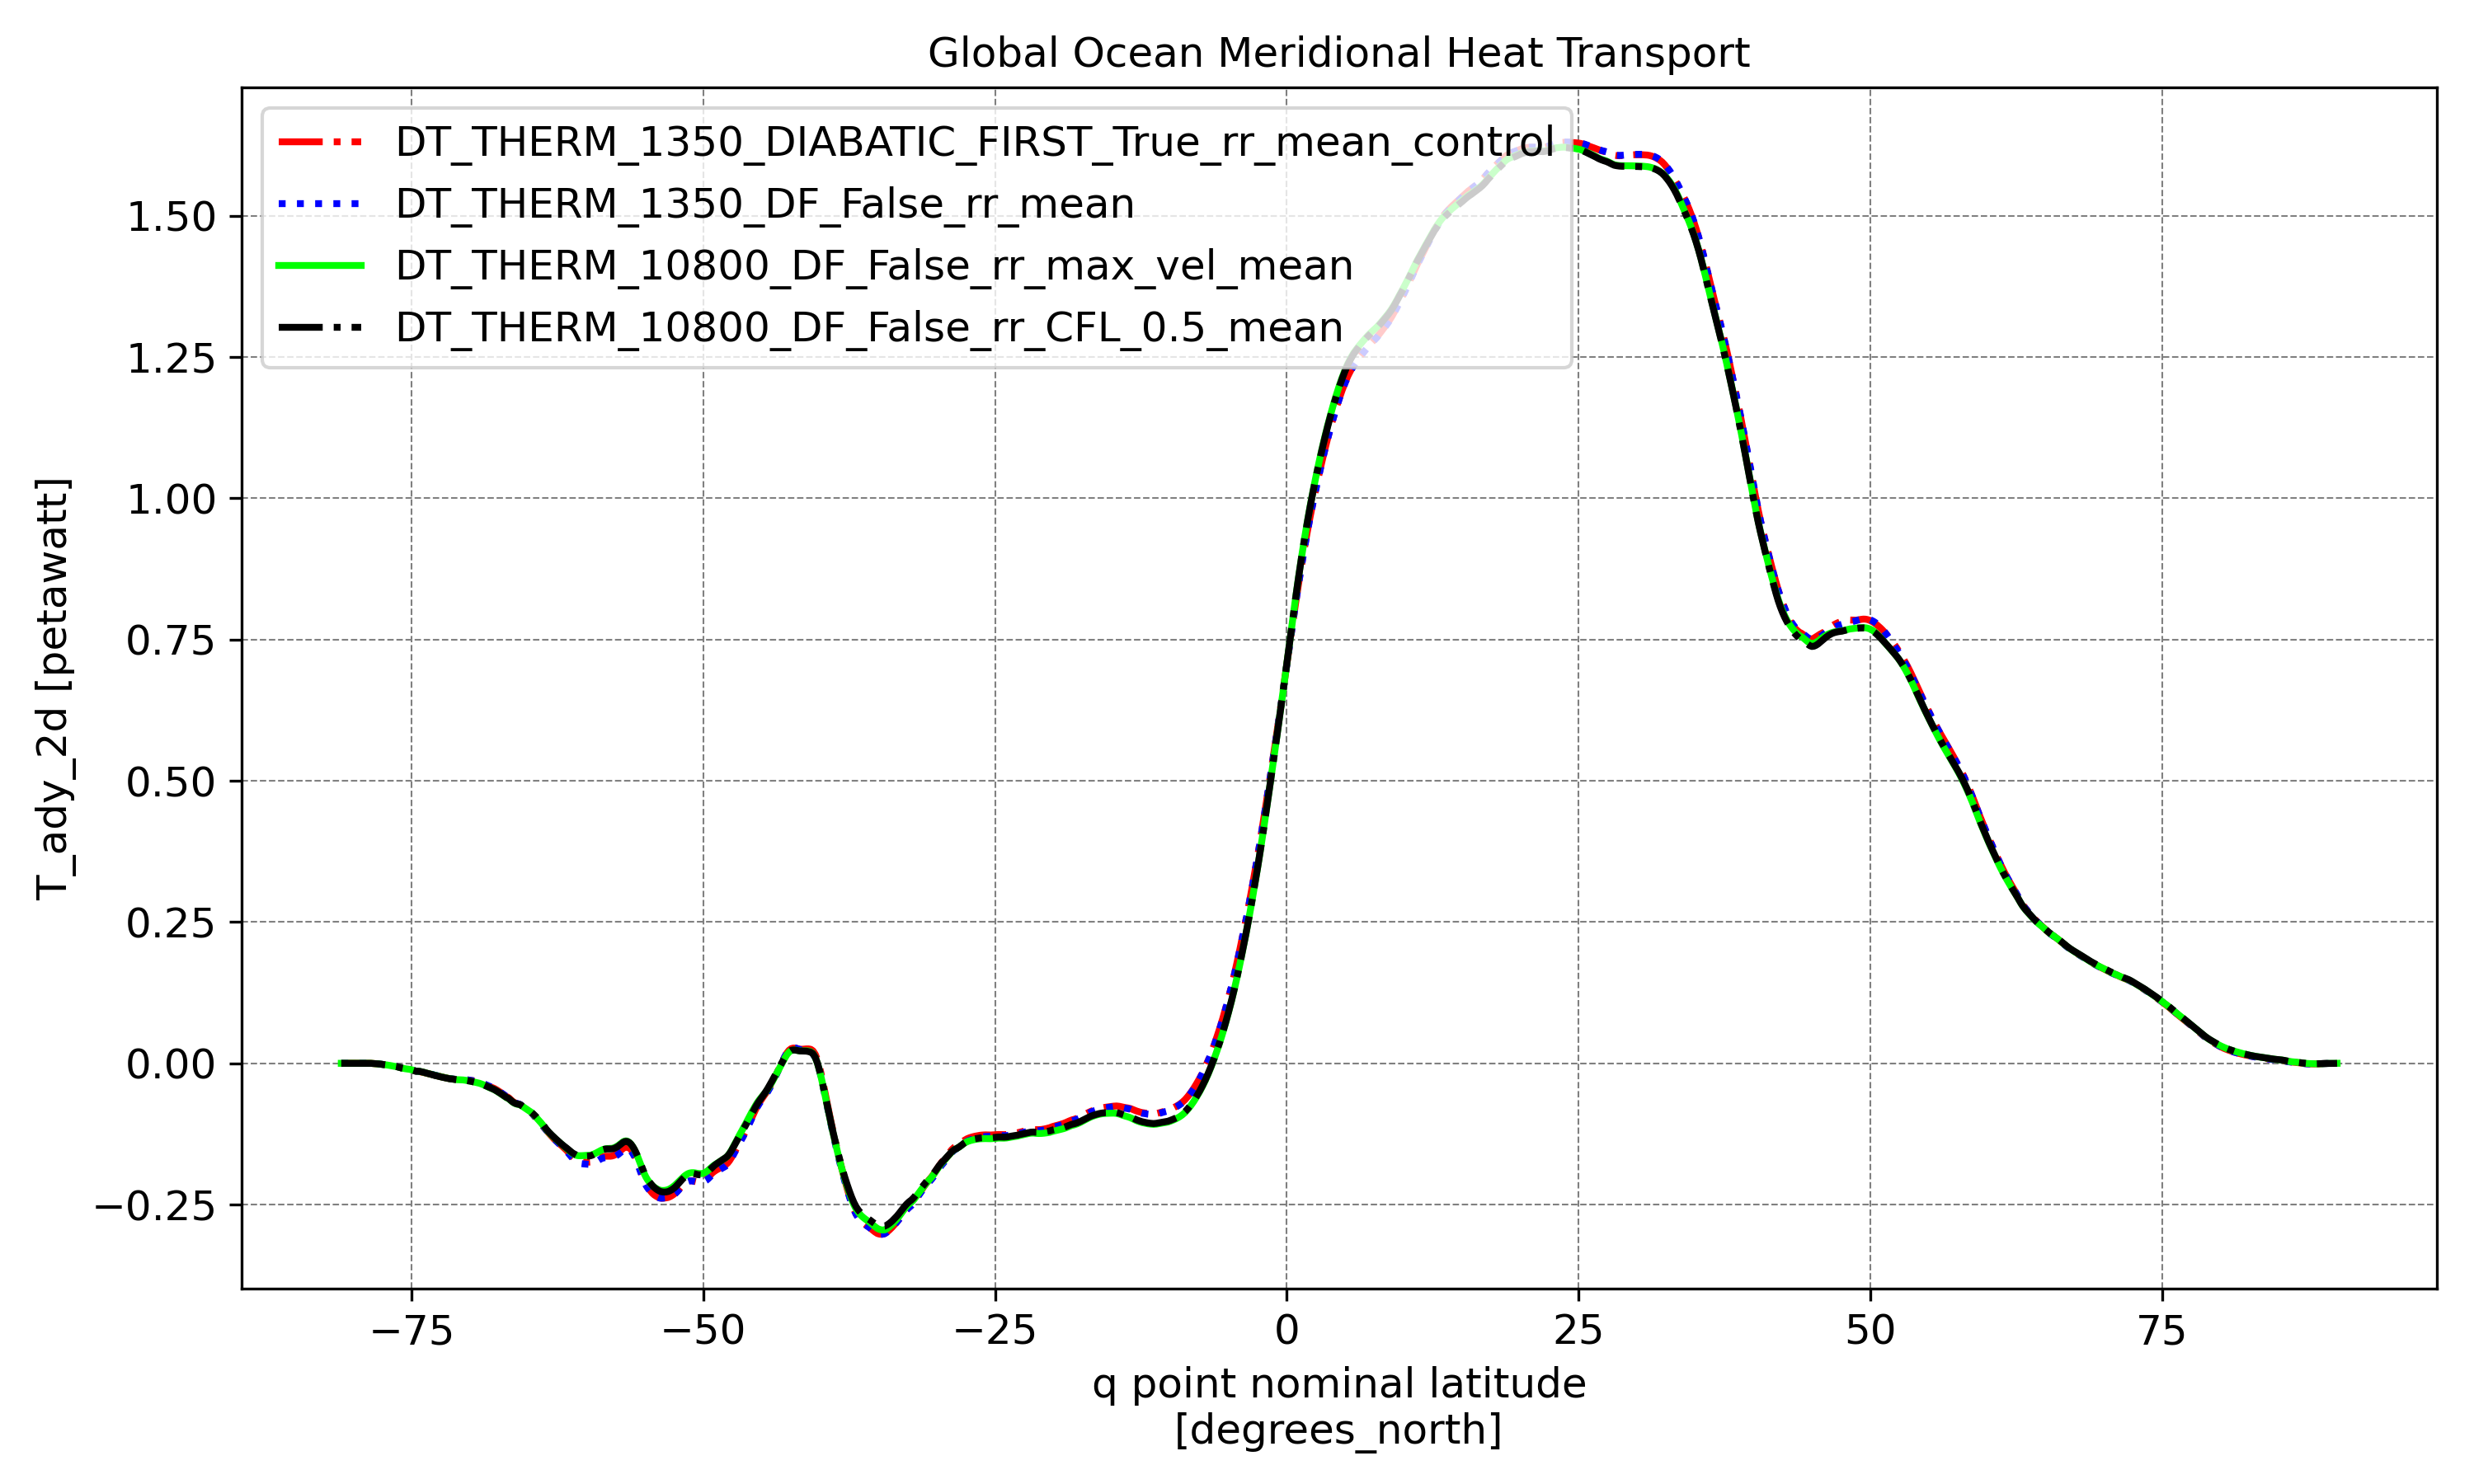 Global Ocean Meridional Heat Transport
DT_THERM_1350_DIABATIC_FIRST_True_rr_mean_control
DT_THERM_1350_DF_False_rr_mean
DT_THERM_10800_DF_False_rr_max_vel_mean
DT_THERM_10800_DF_False_rr_CFL_0.5_mean
T_ady_2d [petawatt]
1.50
1.25
1.00
0.75
0.50
0.25
0.00
−0.25
−75 −50 −25 0 25 50 75
q point nominal latitude
[degrees_north]